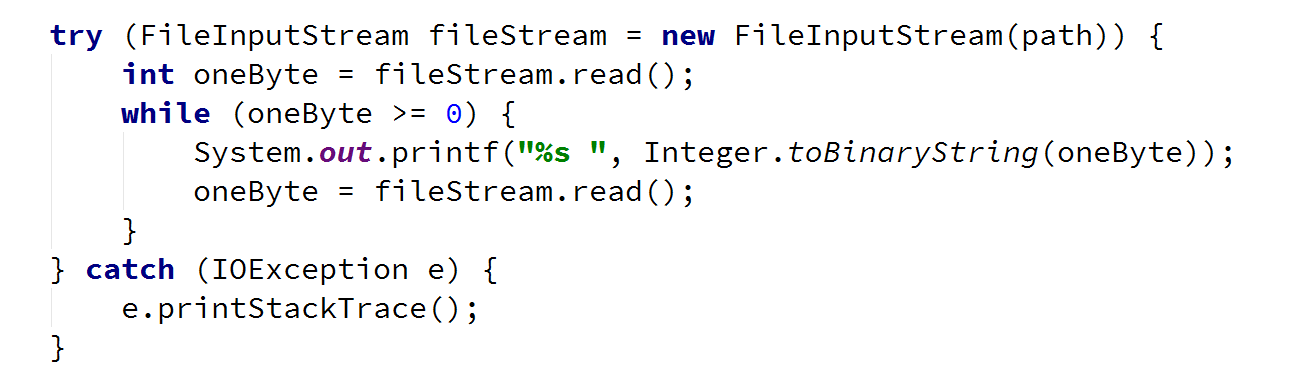 try (FileInputStream fileStream = new FileInputStream(path)) {
    int oneByte = fileStream.read();
    while (oneByte >= 0) {
        System.out.printf("%s ", Integer.toBinaryString(oneByte));
        oneByte = fileStream.read();
    }
} catch (IOException e) {
    e.printStackTrace();
}